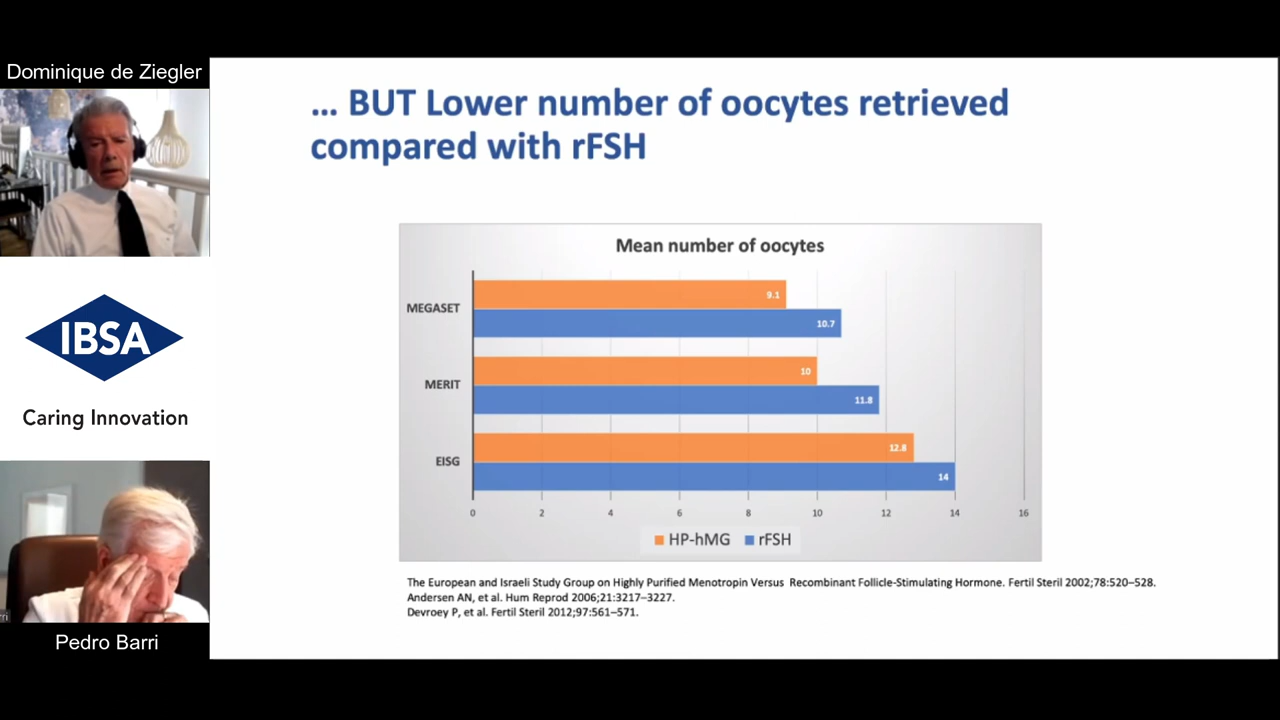 Dominique de Ziegler
IBSA
Caring Innovation
rri
Pedro Barri
... BUT Lower number of oocytes retrieved
compared with rFSH
Mean number of oocytes
MEGASET
9.1
10.7
MERIT
10
11.8
EISG
12.8
14
0 2 4 6 8 10 12 14 16
HP-hMG rFSH
The European and Israeli Study Group on Highly Purified Menotropin Versus Recombinant Follicle-Stimulating Hormone. Fertil Steril 2002;78:520–528.
Andersen AN, et al. Hum Reprod 2006;21:3217–3227.
Devroey P, et al. Fertil Steril 2012;97:561–571.